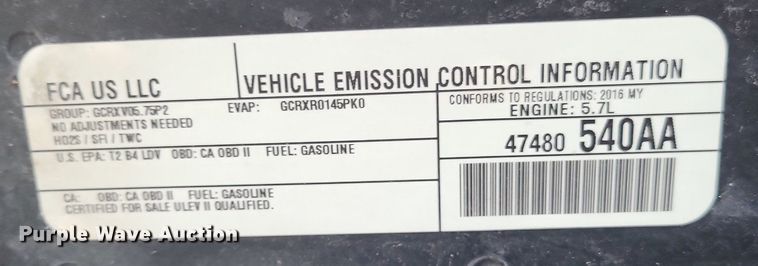 FCA US LLC
VEHICLE EMISSION CONTROL INFORMATION
GROUP: GCRXV05.75P2 EVAP: GCRXR0145PK0
NO ADJUSTMENTS NEEDED
HO2S / SFI / TWC
CONFORMS TO REGULATIONS: 2016 MY
ENGINE: 5.7L
U.S. EPA: T2 B4 LDV OBD: CA OBD II FUEL: GASOLINE
47480 540AA
CA: OBD: CA OBD II FUEL: GASOLINE
CERTIFIED FOR SALE ULEV II QUALIFIED.
Purple Wave Auction